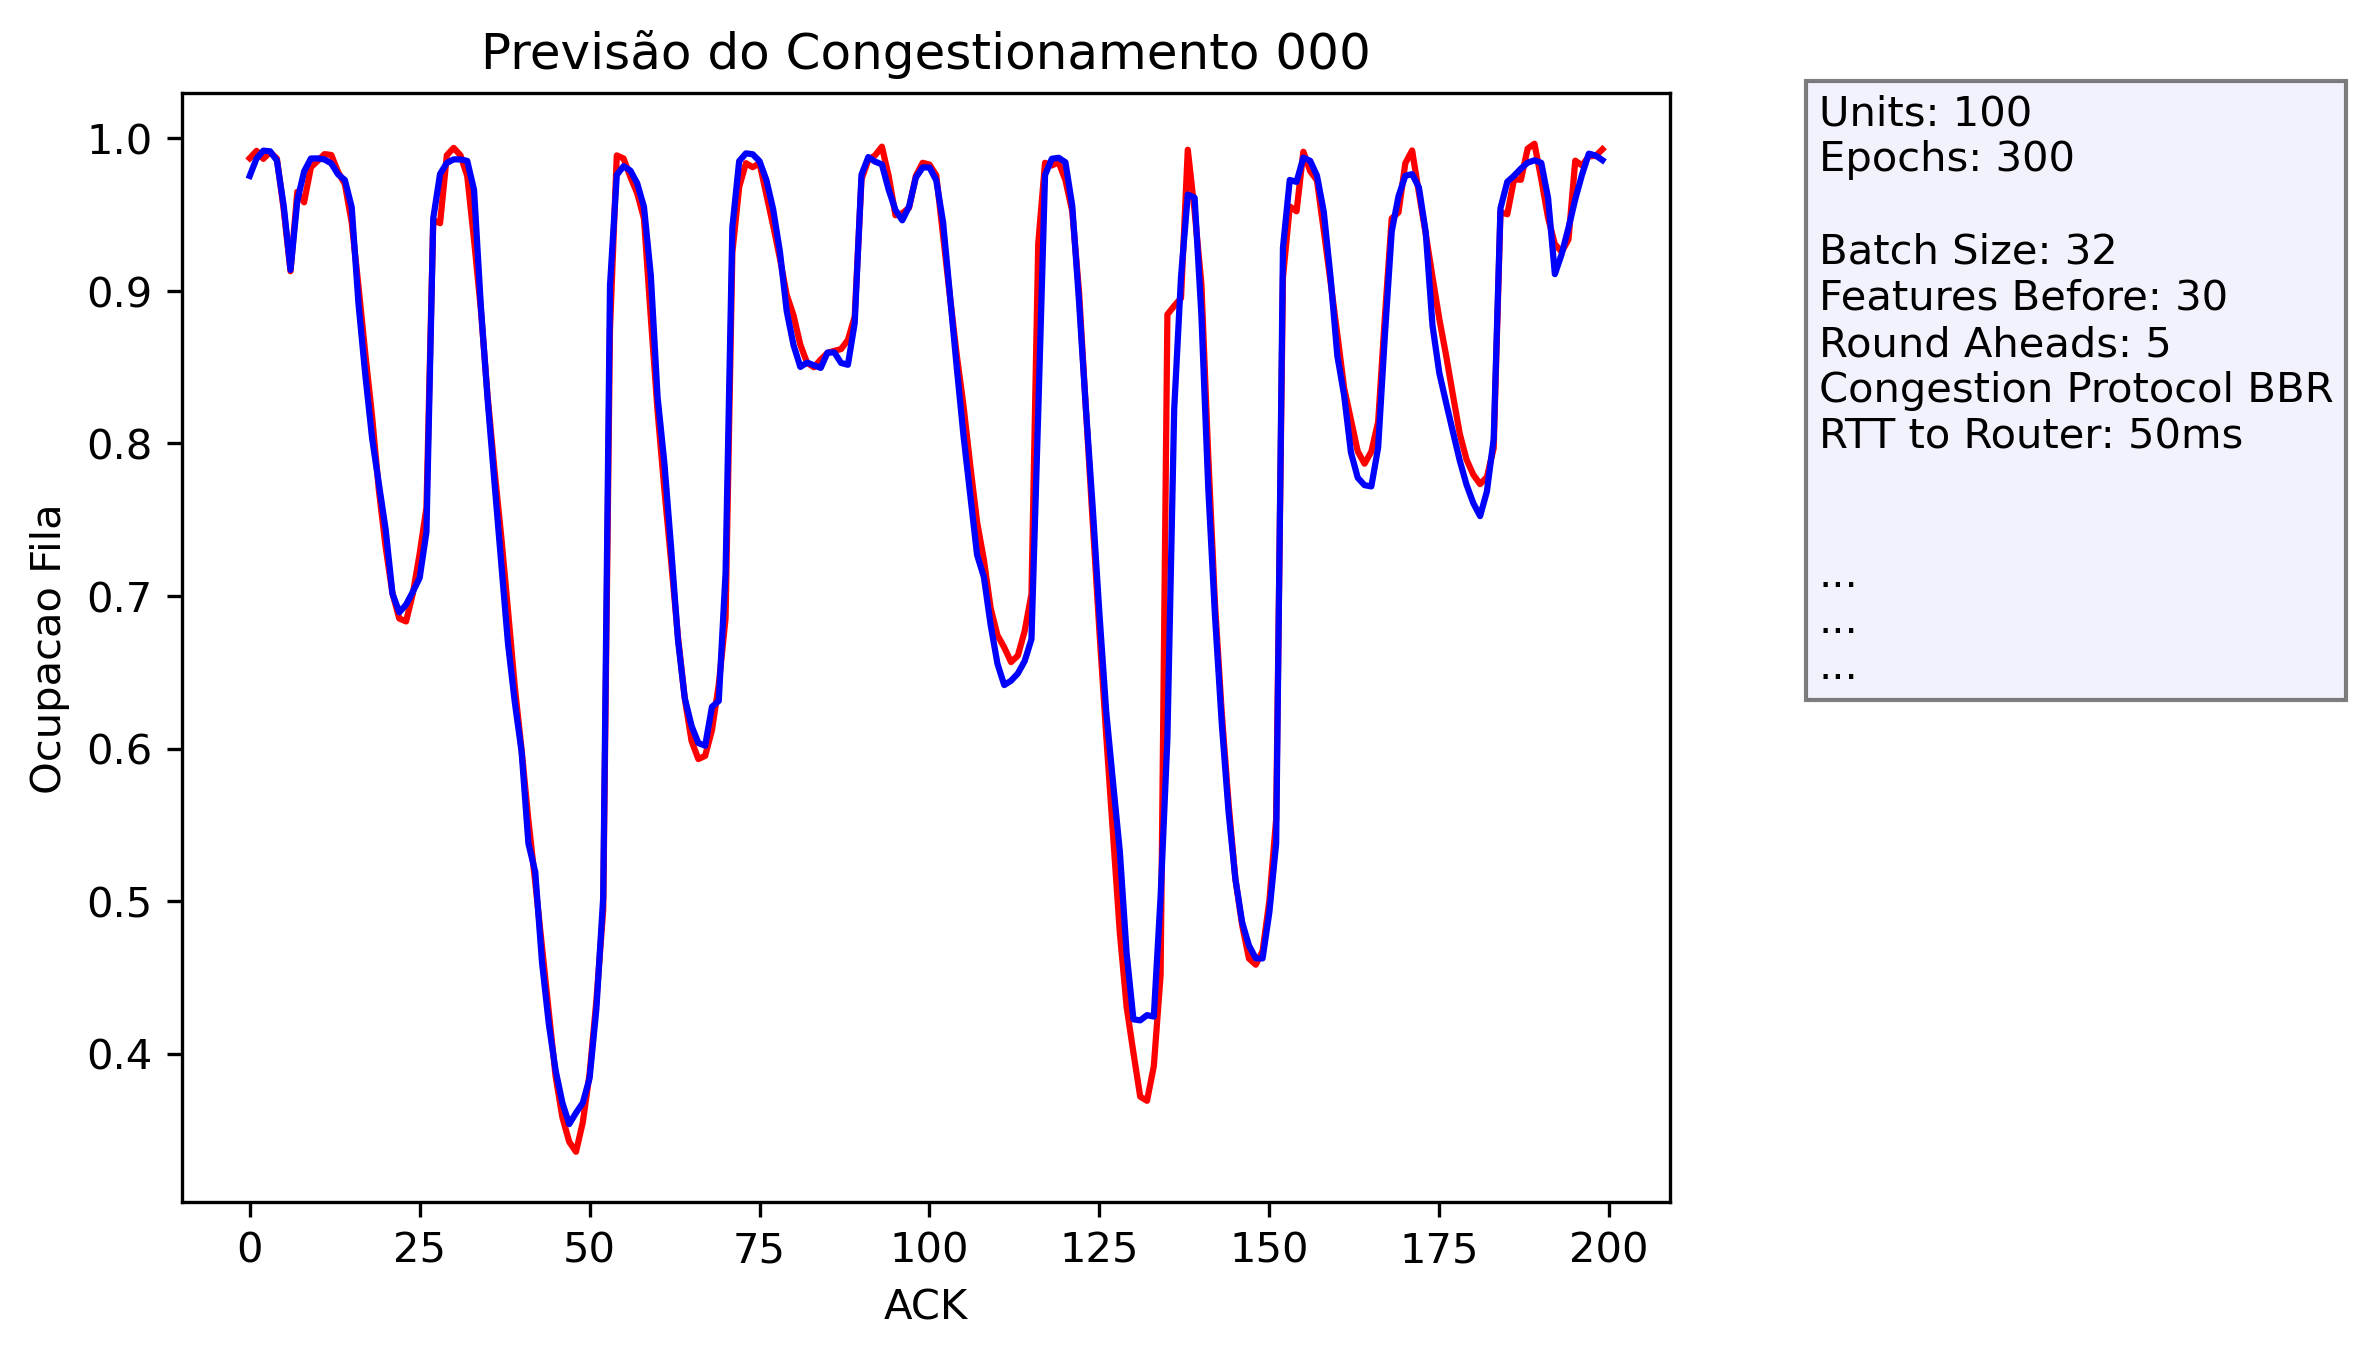 Previsão do Congestionamento 000
Units: 100
Epochs: 300
Batch Size: 32
Features Before: 30
Round Aheads: 5
Congestion Protocol BBR
RTT to Router: 50ms
...
...
...
Ocupacao Fila
1.0
0.9
0.8
0.7
0.6
0.5
0.4
0 25 50 75 100 125 150 175 200
ACK